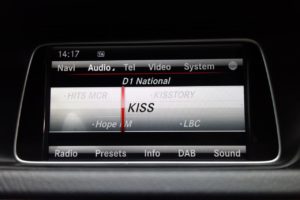 14:17
Navi Audio Tel Video System
D1 National
HITS MCR KISSTORY
KISS
Hope FM LBC
Radio Presets Info DAB Sound